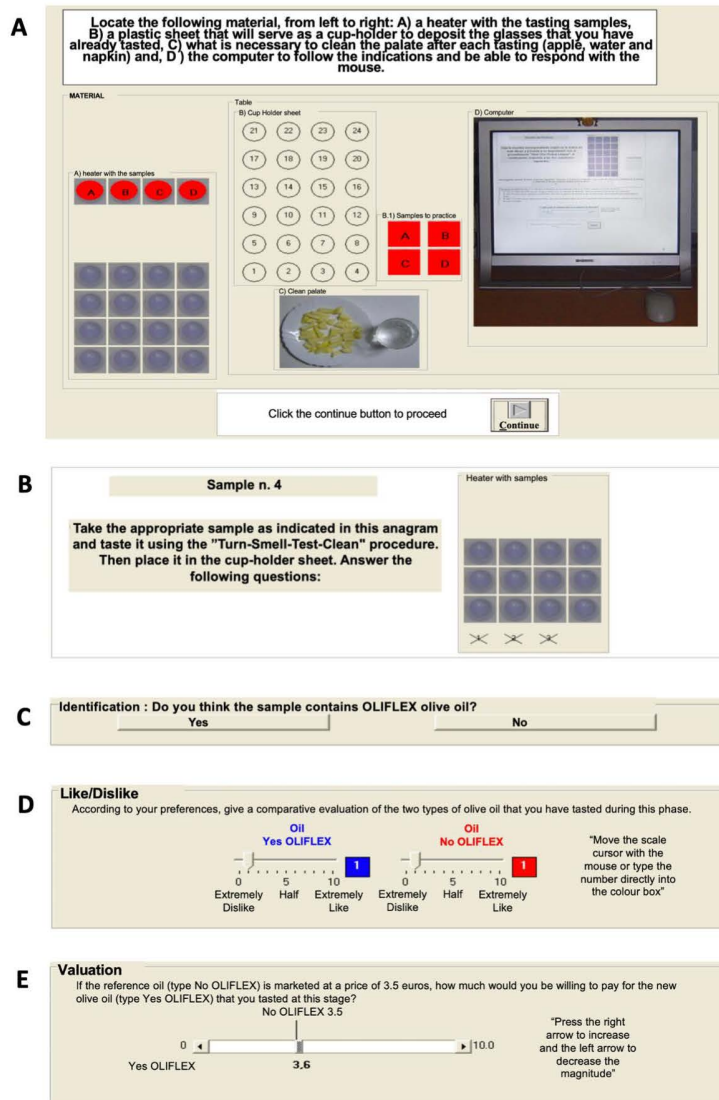 A
Locate the following material, from left to right: A) a heater with the tasting samples,
B) a plastic sheet that will serve as a cup-holder to deposit the glasses that you have
already tasted, C) what is necessary to clean the palate after each tasting (apple, water and
napkin) and, D ) the computer to follow the indications and be able to respond with the
mouse.
MATERIAL
Table
A) heater with the samples
A B C D
B) Cup Holder sheet
21 22 23 24
17 18 19 20
13 14 15 16
9 10 11 12
5 6 7 8
1 2 3 4
B.1) Samples to practice
A B
C D
C) Clean palate
D) Computer
Click the continue button to proceed
Continue
B
Sample n. 4
Take the appropriate sample as indicated in this anagram
and taste it using the ”Turn-Smell-Test-Clean" procedure.
Then place it in the cup-holder sheet. Answer the
following questions:
Heater with samples
1 2 3
C
Identification : Do you think the sample contains OLIFLEX olive oil?
Yes No
D
Like/Dislike
According to your preferences, give a comparative evaluation of the two types of olive oil that you have tasted during this phase.
Oil
Yes OLIFLEX
1
0 5 10
Extremely Half Extremely
Dislike Like
Oil
No OLIFLEX
1
0 5 10
Extremely Half Extremely
Dislike Like
“Move the scale
cursor with the
mouse or type the
number directly into
the colour box”
E
Valuation
If the reference oil (type No OLIFLEX) is marketed at a price of 3.5 euros, how much would you be willing to pay for the new
olive oil (type Yes OLIFLEX) that you tasted at this stage?
No OLIFLEX 3.5
0 10.0
Yes OLIFLEX 3,6
“Press the right
arrow to increase
and the left arrow to
decrease the
magnitude”